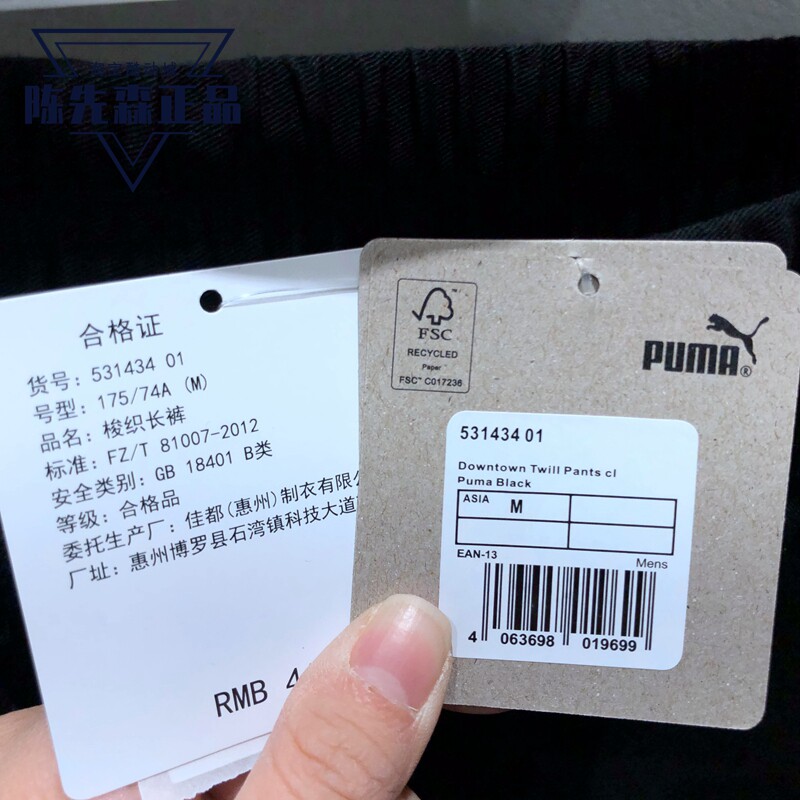 陈先森正品
合格证
货号: 531434 01
号型: 175/74A (M)
品名: 梭织长裤
标准: FZ/T 81007-2012
安全类别: GB 18401 B类
等级: 合格品
委托生产厂: 佳都(惠州)制衣有限
厂址: 惠州博罗县石湾镇科技大道
RMB 4
FSC™
RECYCLED
Paper
FSC™ C017236
PUMA®
531434 01
Downtown Twill Pants cl
Puma Black
ASIA M
EAN-13
Mens
4 063698 019699